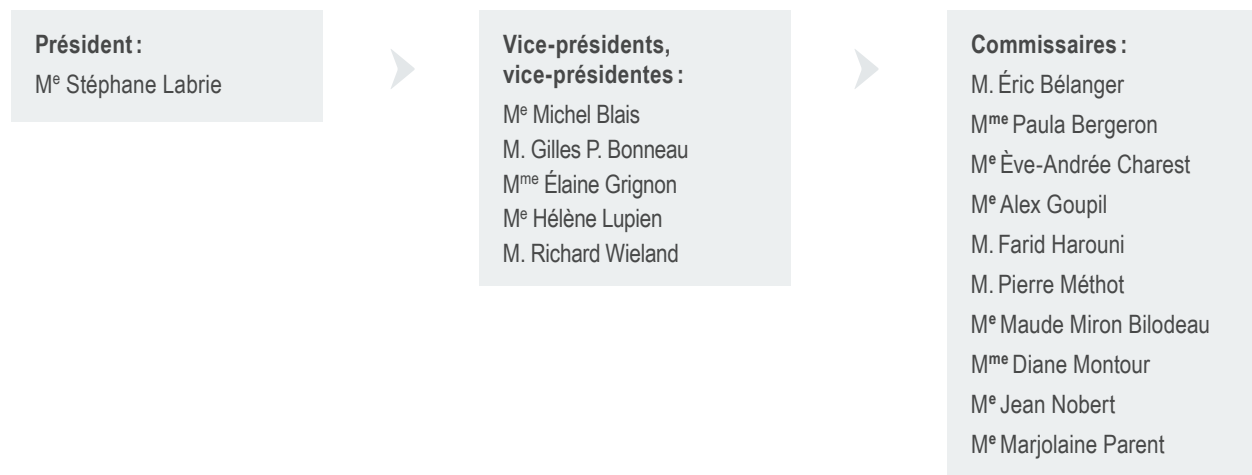 Président :
Me Stéphane Labrie
Vice-présidents,
vice-présidentes :
Me Michel Blais
M. Gilles P. Bonneau
Mme Élaine Grignon
Me Hélène Lupien
M. Richard Wieland
Commissaires :
M. Éric Bélanger
Mme Paula Bergeron
Me Ève-Andrée Charest
Me Alex Goupil
M. Farid Harouni
M. Pierre Méthot
Me Maude Miron Bilodeau
Mme Diane Montour
Me Jean Nobert
Me Marjolaine Parent